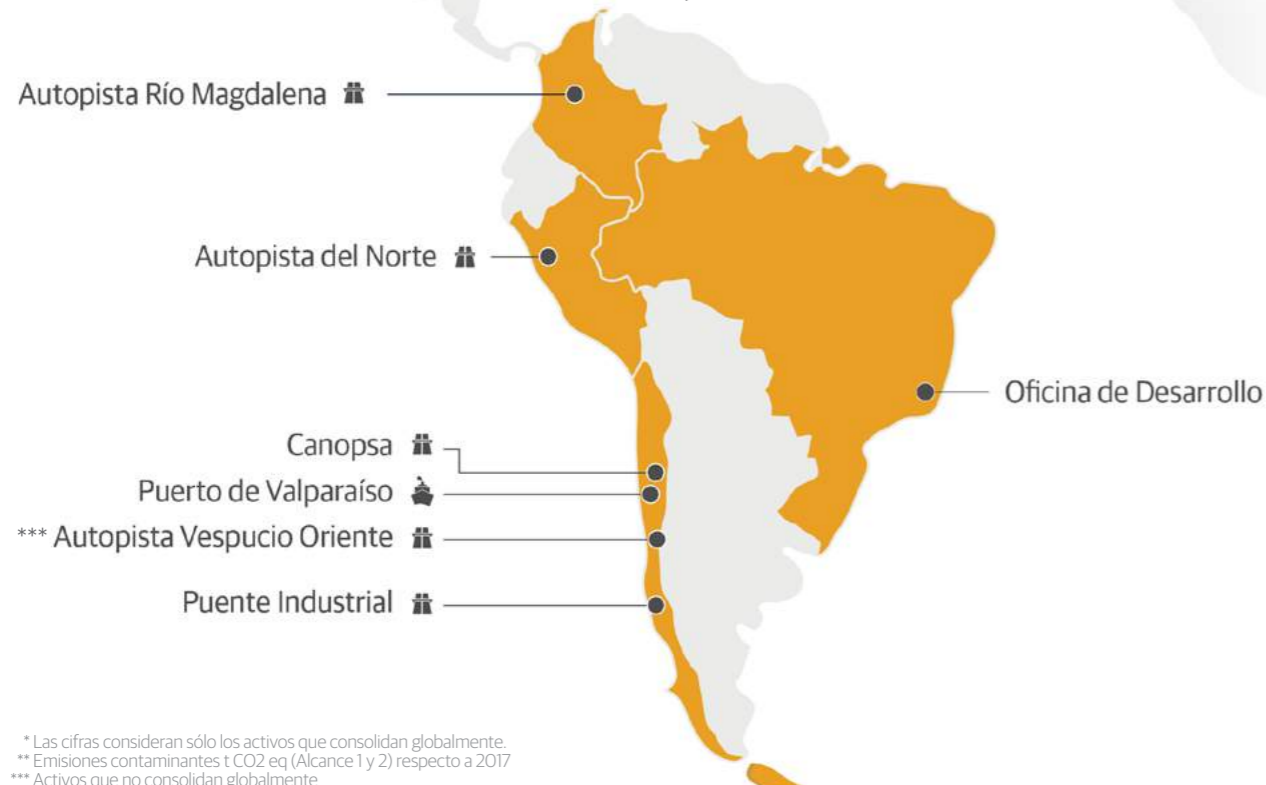 Autopista Río Magdalena
Autopista del Norte
Oficina de Desarrollo
Canopsa
Puerto de Valparaíso
*** Autopista Vespucio Oriente
Puente Industrial
* Las cifras consideran sólo los activos que consolidan globalmente.
** Emisiones contaminantes t CO2 eq (Alcance 1 y 2) respecto a 2017
*** Activos que no consolidan globalmente